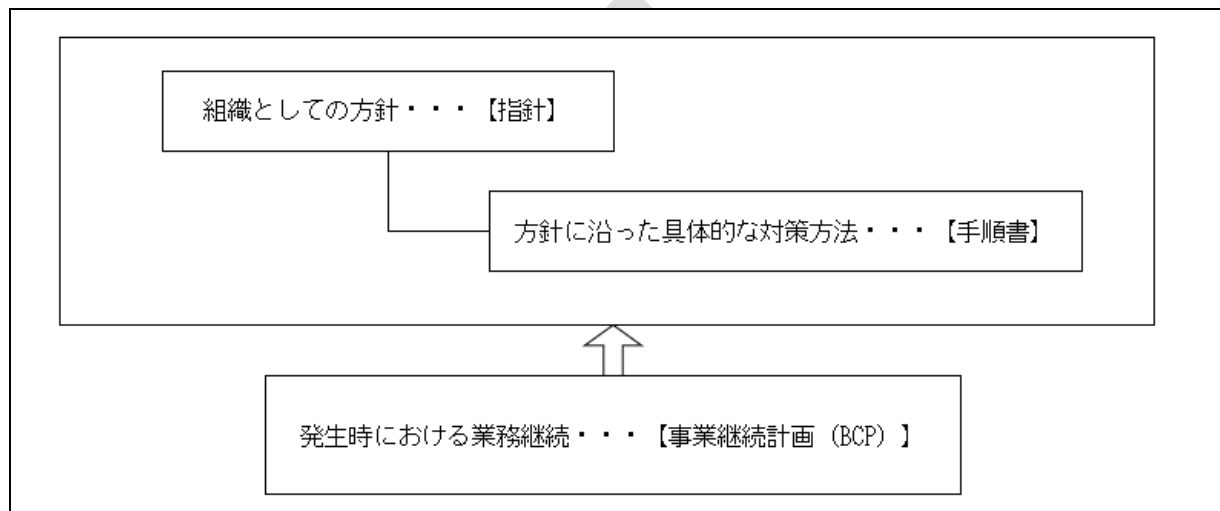 組織としての方針・・・【指針】
方針に沿った具体的な対策方法・・・【手順書】
発生時における業務継続・・・【事業継続計画（BCP）】